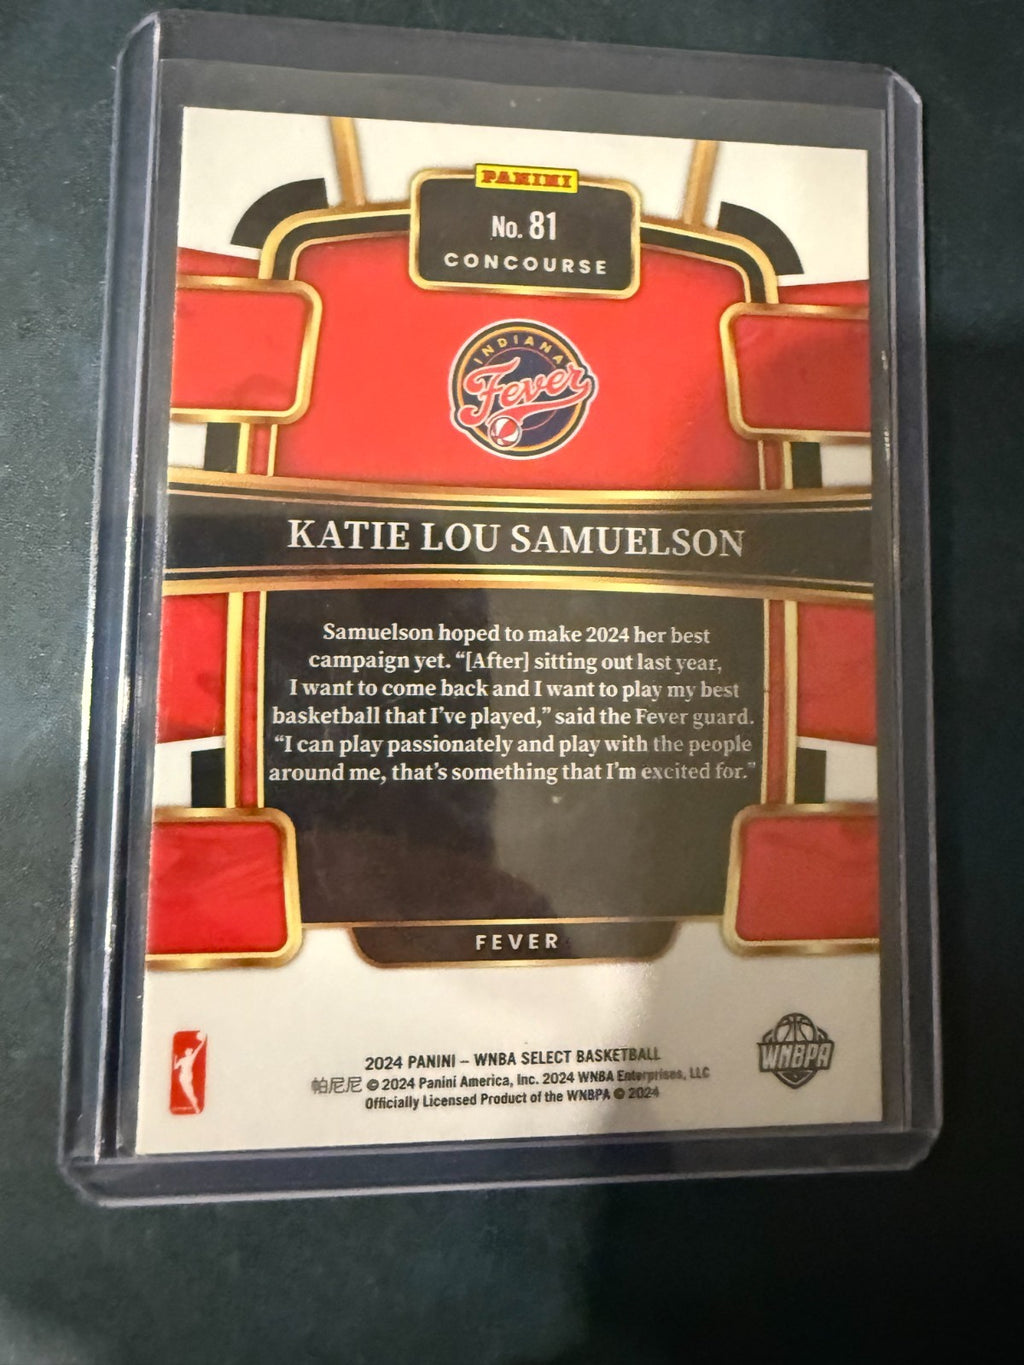 PANINI
No. 81
CONCOURSE
INDIANA
Fever
KATIE LOU SAMUELSON
Samuelson hoped to make 2024 her best
campaign yet. “[After] sitting out last year,
I want to come back and I want to play my best
basketball that I’ve played,” said the Fever guard.
“I can play passionately and play with the people
around me, that’s something that I’m excited for.”
FEVER
2024 PANINI – WNBA SELECT BASKETBALL
帕尼尼 © 2024 Panini America, Inc. 2024 WNBA Enterprises, LLC
Officially Licensed Product of the WNBPA © 2024
WNBPA